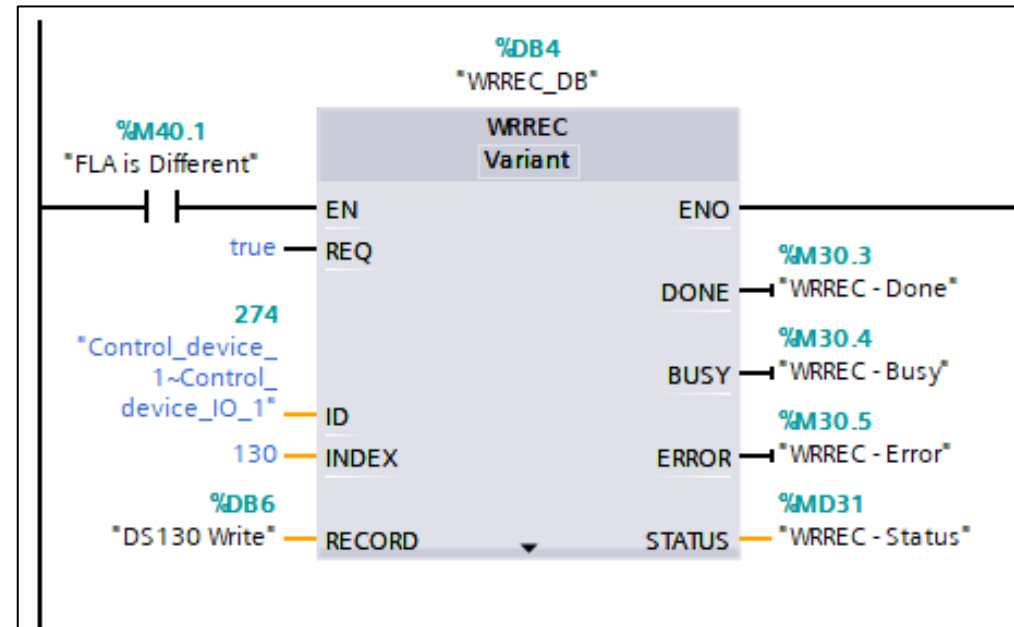 %DB4
"WRREC_DB"
%M40.1
"FLA is Different"
WRREC
Variant
EN
ENO
true
REQ
%M30.3
"WRREC - Done"
DONE
274
"Control_device_
1~Control_
device_IO_1"
ID
%M30.4
"WRREC - Busy"
BUSY
130
INDEX
%M30.5
"WRREC - Error"
ERROR
%DB6
"DS130 Write"
RECORD
%MD31
"WRREC - Status"
STATUS